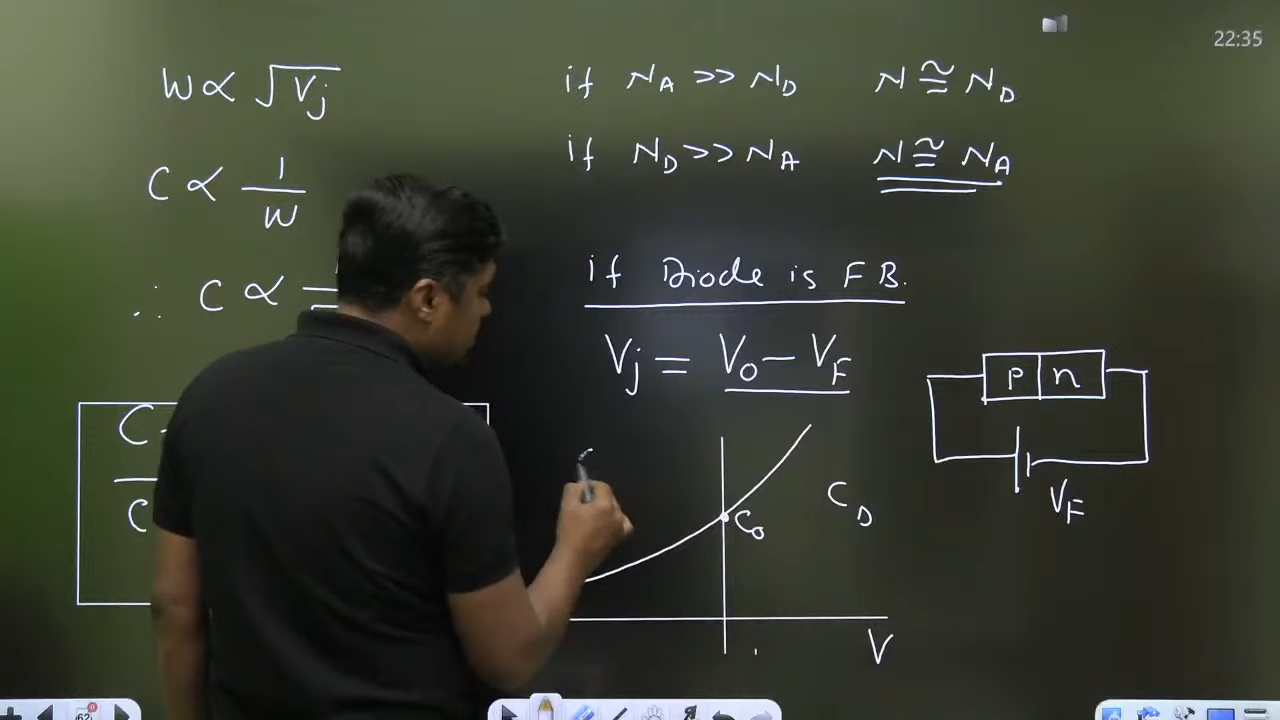 22:35
W ∝ √Vj
C ∝ 1/W
∴ C ∝
C
C
if NA >> ND N ≅ ND
if ND >> NA N ≅ NA
if Diode is F B.
Vj = V0 − VF
C0
CD
V
p n
VF
62